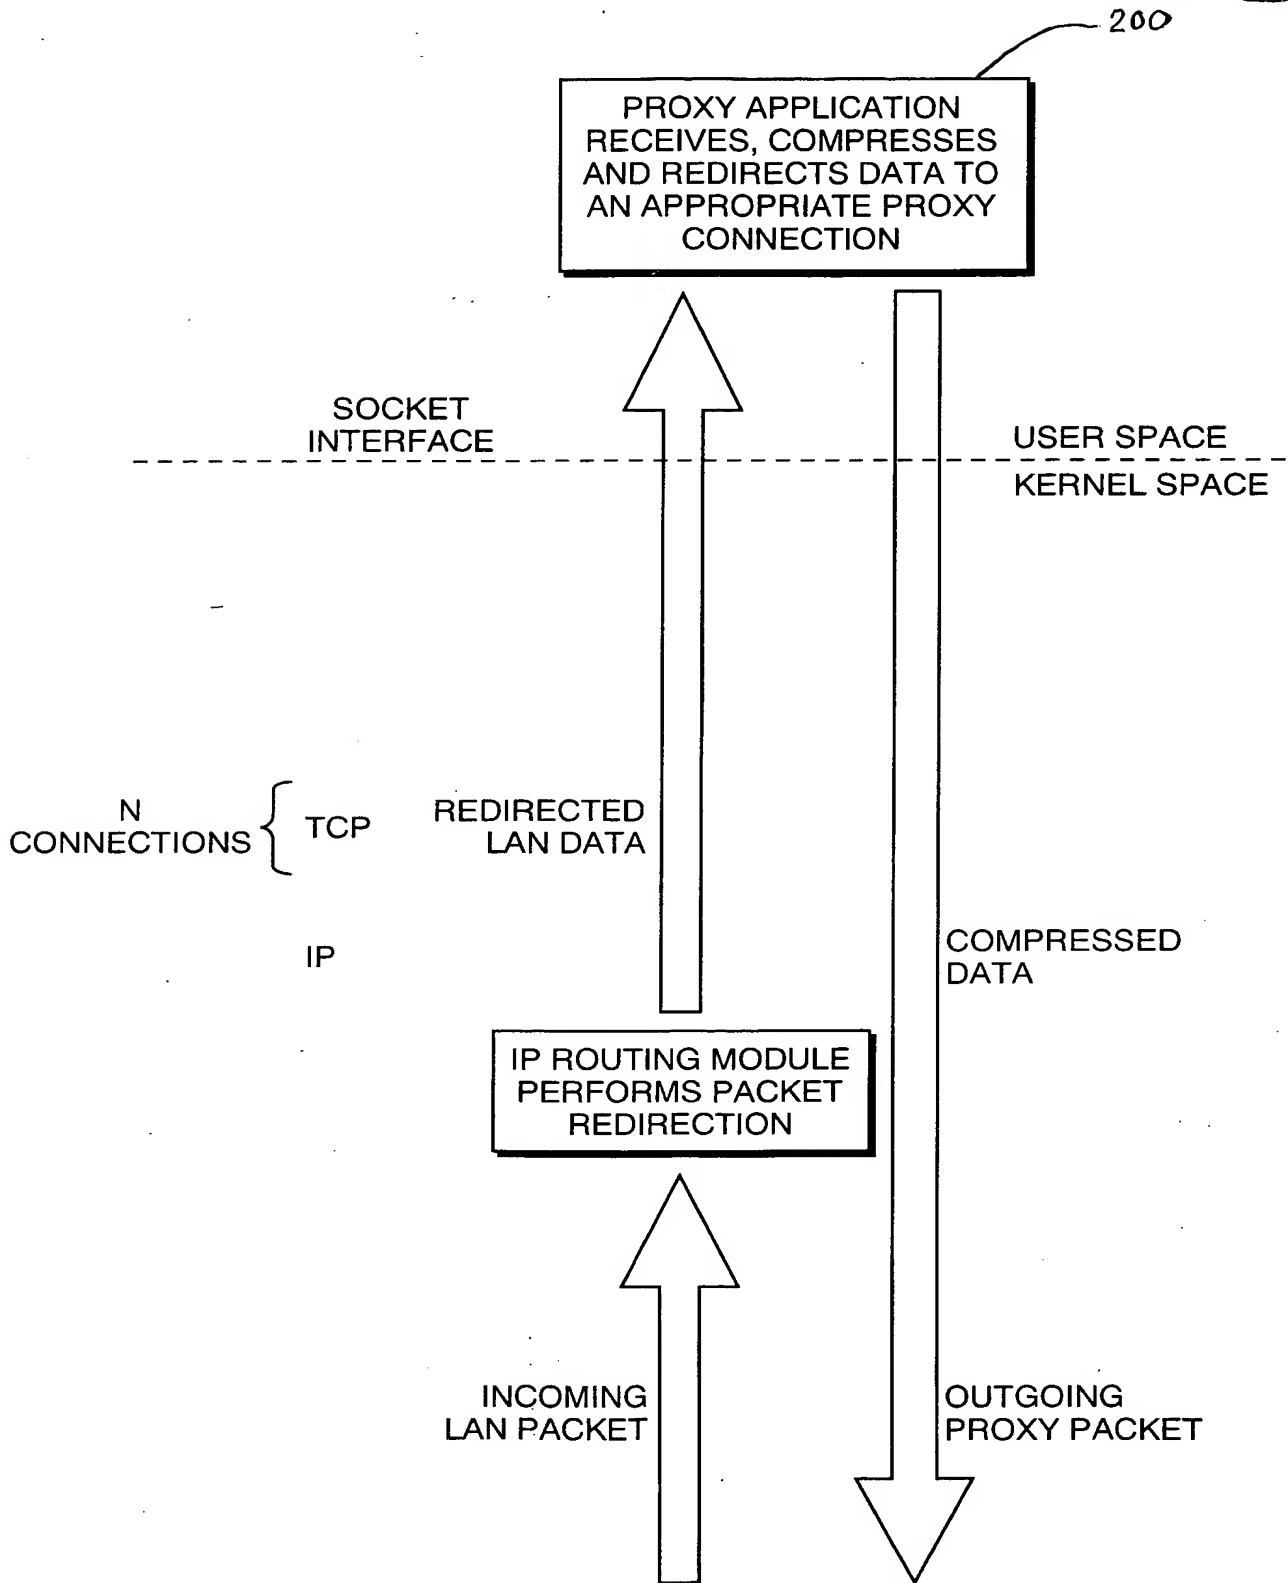 200
PROXY APPLICATION
RECEIVES, COMPRESSES
AND REDIRECTS DATA TO
AN APPROPRIATE PROXY
CONNECTION
SOCKET
INTERFACE
USER SPACE
KERNEL SPACE
N
CONNECTIONS
TCP
REDIRECTED
LAN DATA
IP
COMPRESSED
DATA
IP ROUTING MODULE
PERFORMS PACKET
REDIRECTION
INCOMING
LAN PACKET
OUTGOING
PROXY PACKET